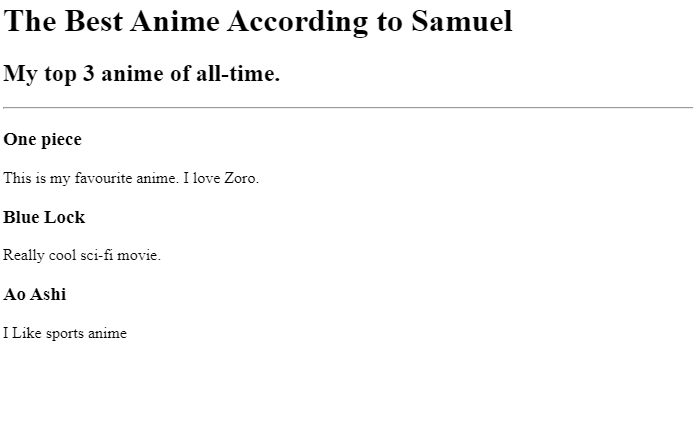 The Best Anime According to Samuel
My top 3 anime of all-time.
One piece
This is my favourite anime. I love Zoro.
Blue Lock
Really cool sci-fi movie.
Ao Ashi
I Like sports anime